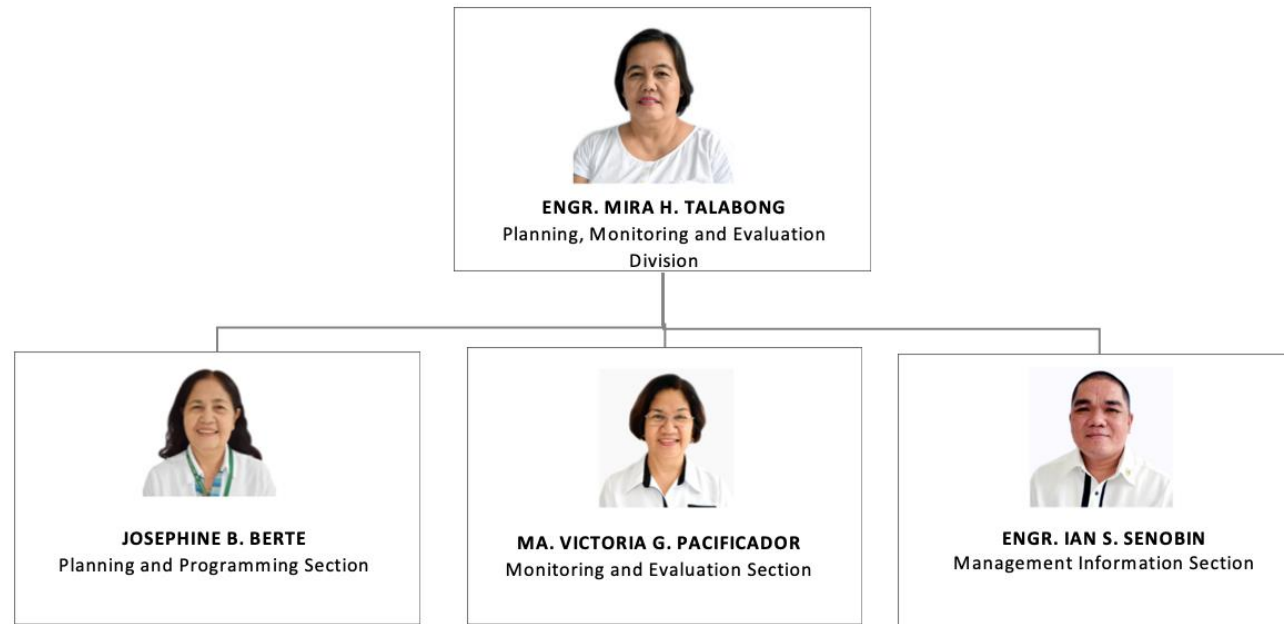 ENGR. MIRA H. TALABONG
Planning, Monitoring and Evaluation
Division
JOSEPHINE B. BERTE
Planning and Programming Section
MA. VICTORIA G. PACIFICADOR
Monitoring and Evaluation Section
ENGR. IAN S. SENOBIN
Management Information Section